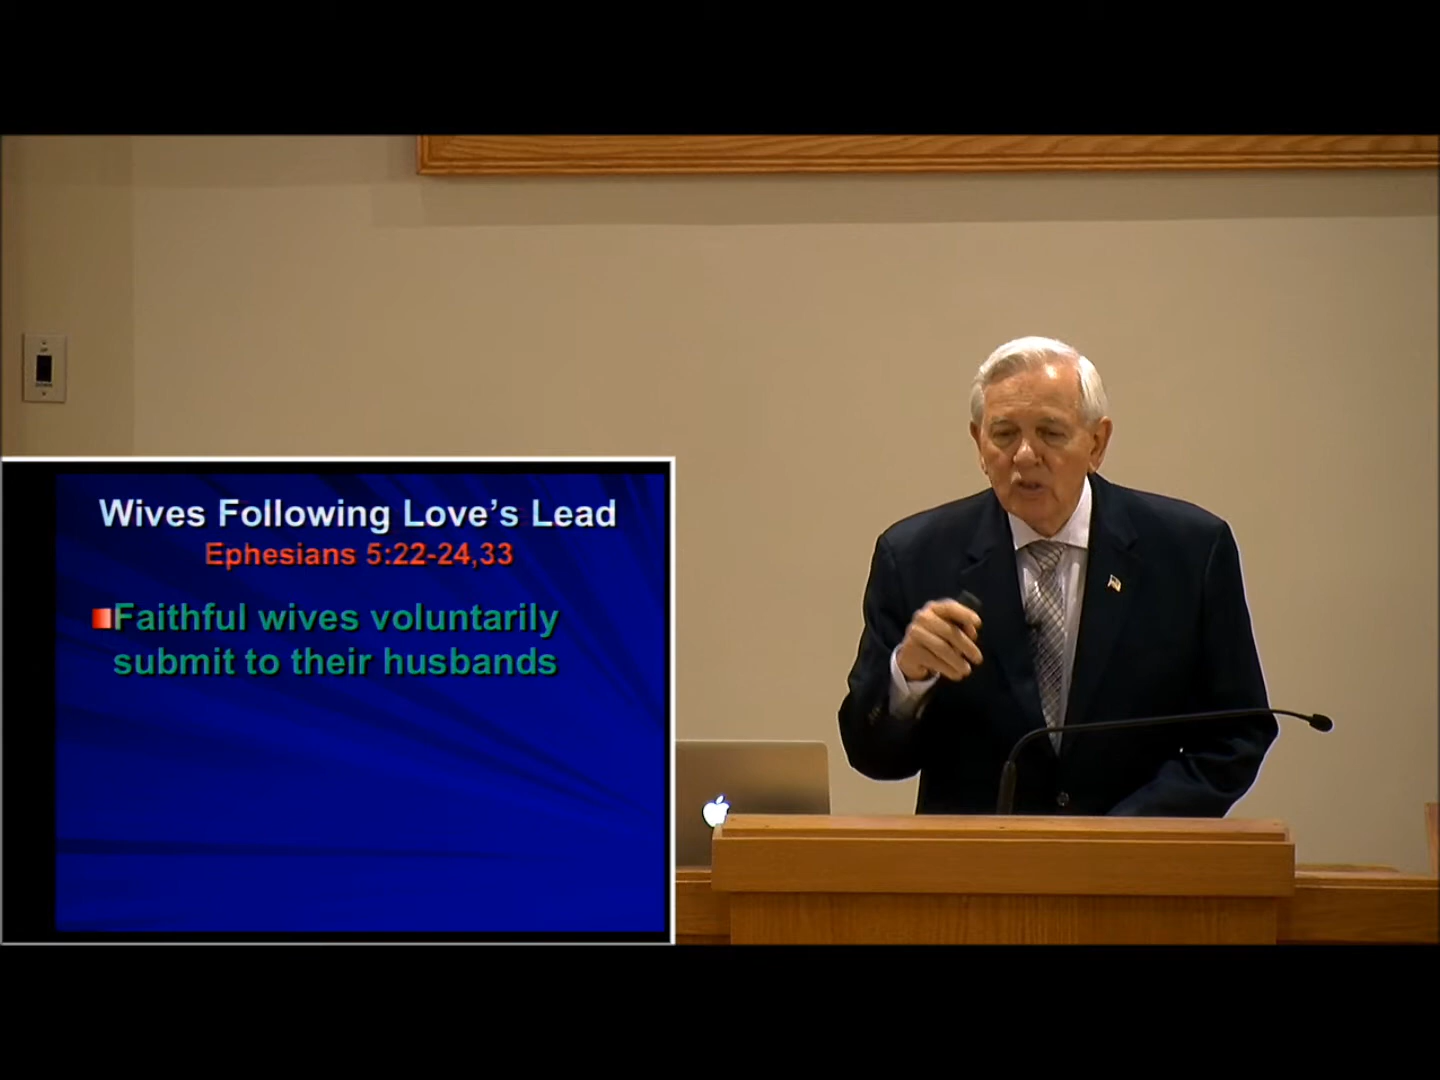 Wives Following Love's Lead
Ephesians 5:22-24,33
Faithful wives voluntarily
submit to their husbands